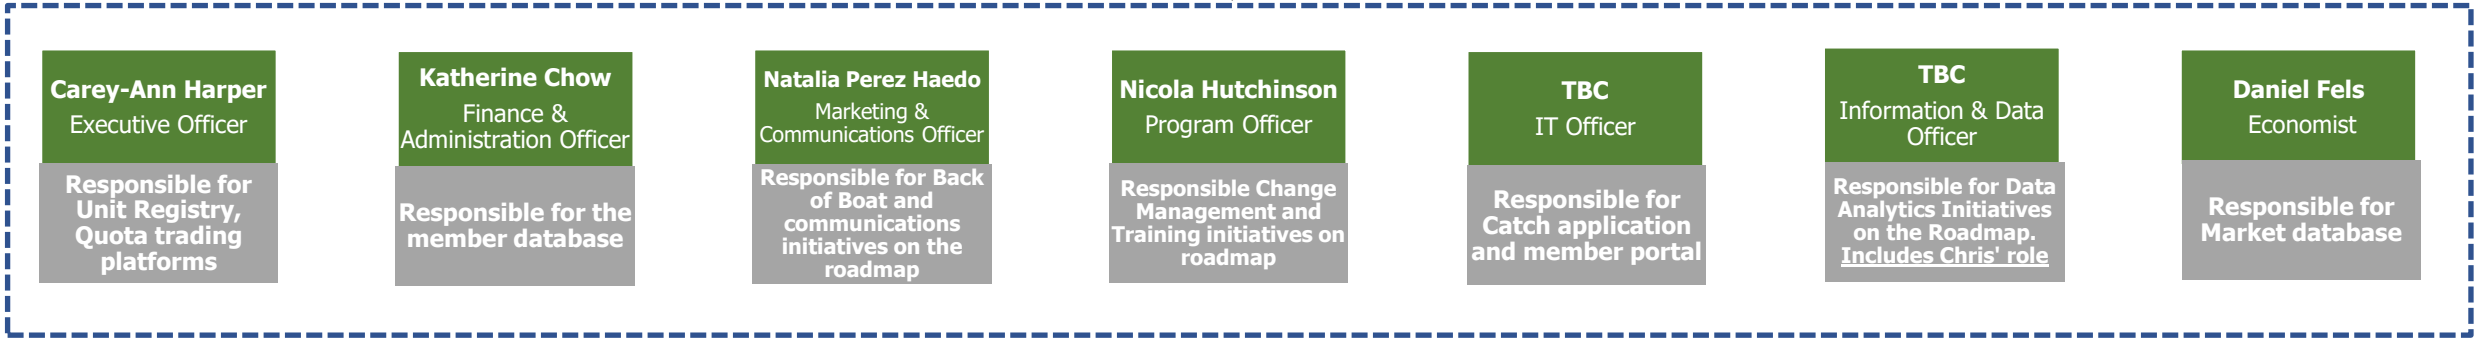 Carey-Ann Harper
Executive Officer
Responsible for
Unit Registry,
Quota trading
platforms
Katherine Chow
Finance &
Administration Officer
Responsible for the
member database
Natalia Perez Haedo
Marketing &
Communications Officer
Responsible for Back
of Boat and
communications
initiatives on the
roadmap
Nicola Hutchinson
Program Officer
Responsible Change
Management and
Training initiatives on
roadmap
TBC
IT Officer
Responsible for
Catch application
and member portal
TBC
Information & Data
Officer
Responsible for Data
Analytics Initiatives
on the Roadmap.
Includes Chris' role
Daniel Fels
Economist
Responsible for
Market database